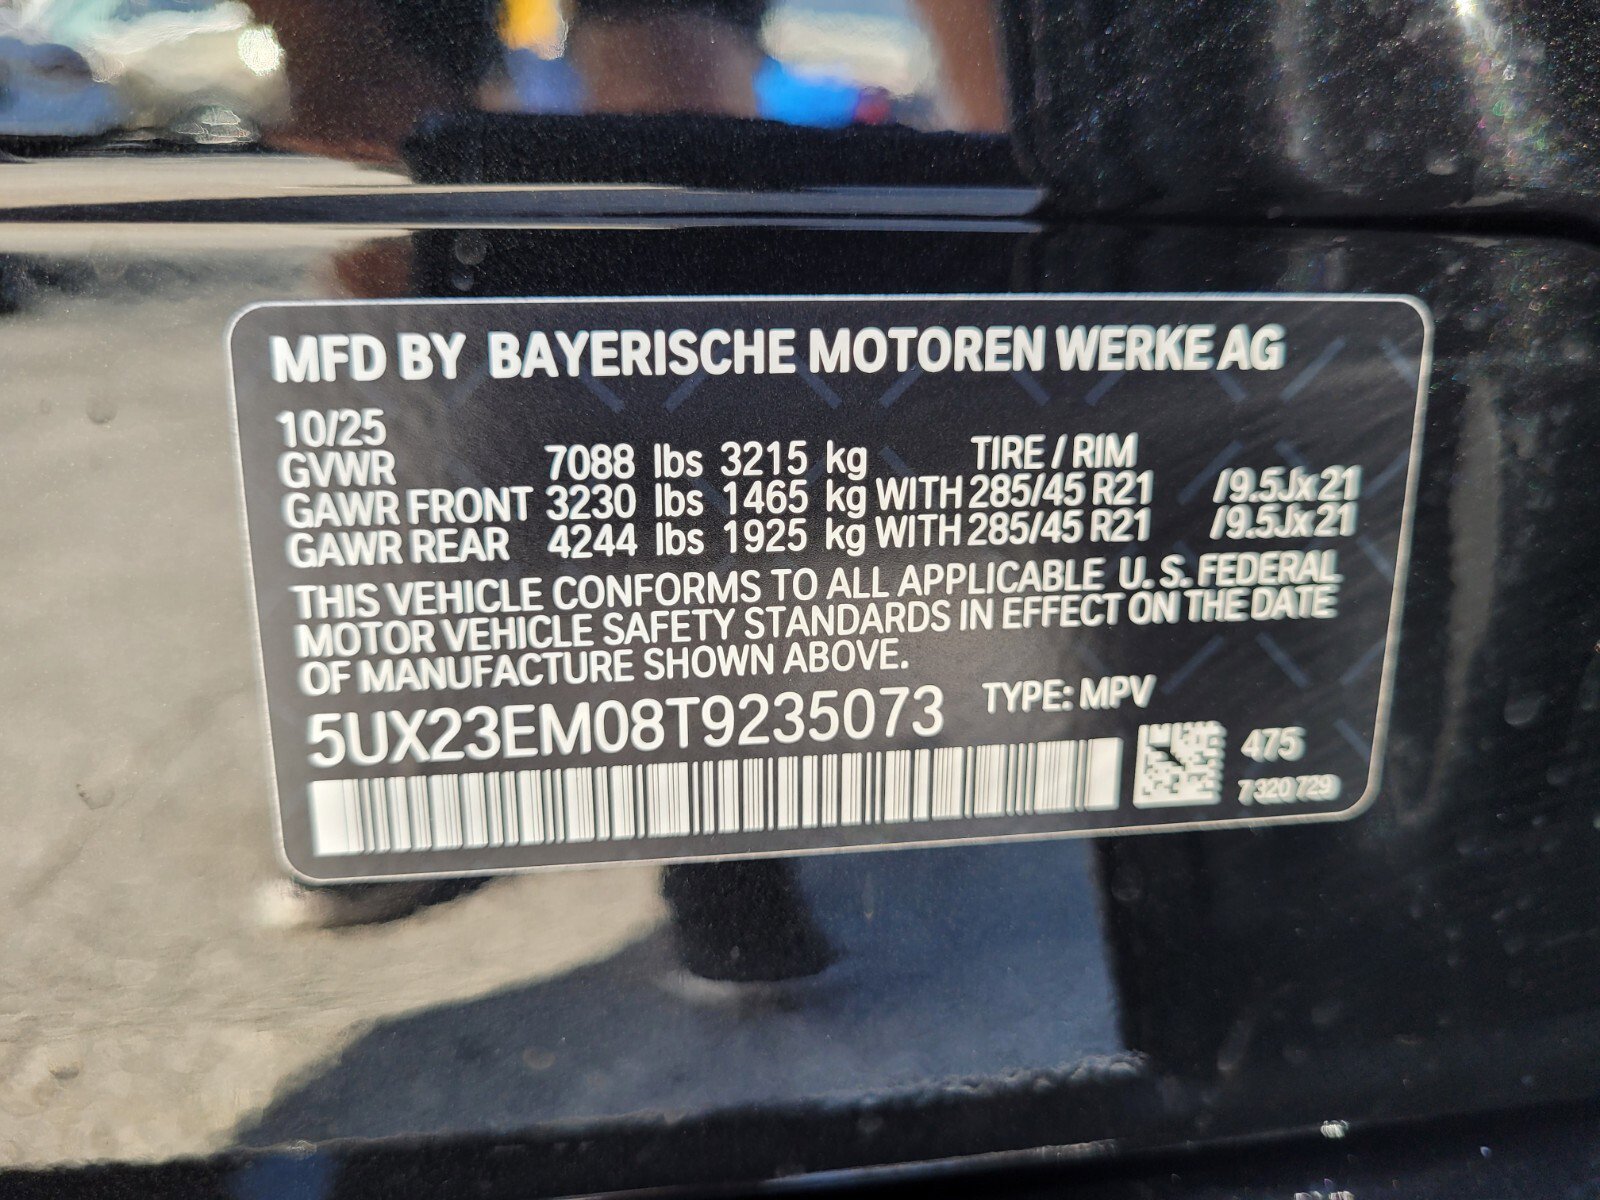 MFD BY BAYERISCHE MOTOREN WERKE AG
10/25
GVWR 7088 lbs 3215 kg TIRE / RIM
GAWR FRONT 3230 lbs 1465 kg WITH 285/45 R21 /9.5Jx21
GAWR REAR 4244 lbs 1925 kg WITH 285/45 R21 /9.5Jx21
THIS VEHICLE CONFORMS TO ALL APPLICABLE U. S. FEDERAL
MOTOR VEHICLE SAFETY STANDARDS IN EFFECT ON THE DATE
OF MANUFACTURE SHOWN ABOVE.
5UX23EM08T9235073 TYPE: MPV
475
7320729